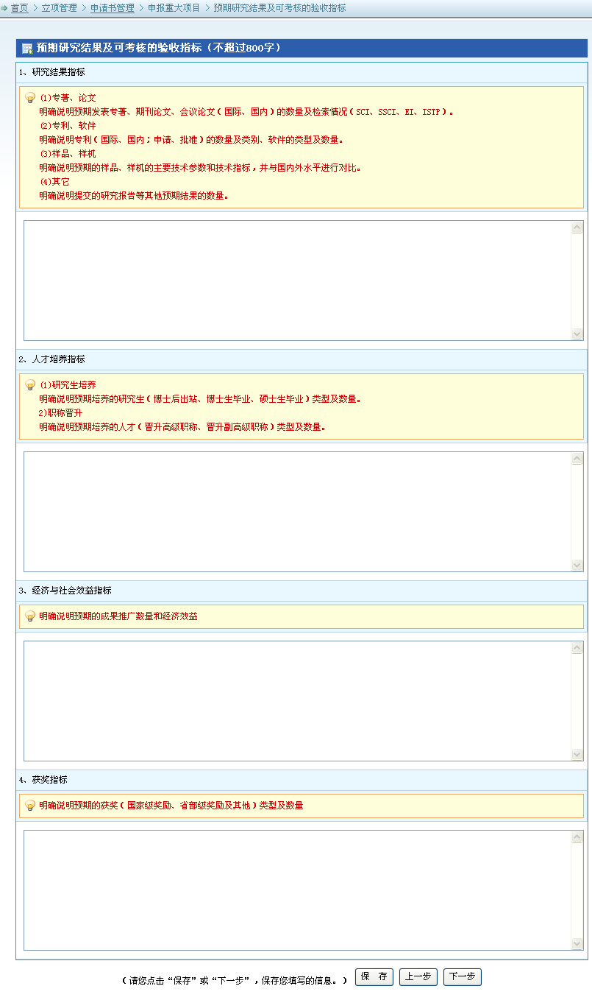 首页 > 立项管理 > 申请书管理 > 申报重大项目 > 预期研究结果及可考核的验收指标
预期研究结果及可考核的验收指标（不超过800字）
1、研究结果指标
(1)专著、论文
明确说明预期发表专著、期刊论文、会议论文（国际、国内）的数量及检索情况（SCI、SSCI、EI、ISTP）。
(2)专利、软件
明确说明专利（国际、国内；申请、批准）的数量及类别、软件的类型及数量。
(3)样品、样机
明确说明预期的样品、样机的主要技术参数和技术指标，并与国内外水平进行对比。
(4)其它
明确说明提交的研究报告等其他预期结果的数量。
2、人才培养指标
(1)研究生培养
明确说明预期培养的研究生（博士后出站、博士生毕业、硕士生毕业）类型及数量。
2)职称晋升
明确说明预期培养的人才（晋升高级职称、晋升副高级职称）类型及数量。
3、经济与社会效益指标
明确说明预期的成果推广数量和经济效益
4、获奖指标
明确说明预期的获奖（国家级奖励、省部级奖励及其他）类型及数量
（请您点击“保存”或“下一步”，保存您填写的信息。） 保 存 上一步 下一步